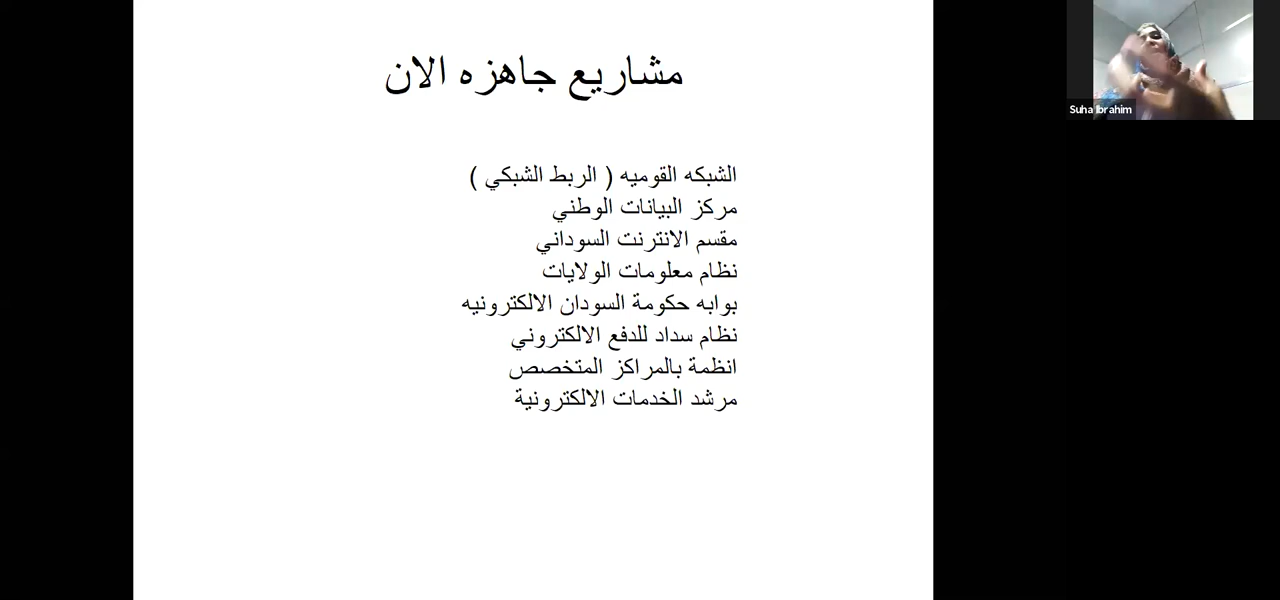 مشاريع جاهزه الان
الشبكه القوميه ( الربط الشبكي )
مركز البيانات الوطني
مقسم الانترنت السوداني
نظام معلومات الولايات
بوابه حكومة السودان الالكترونيه
نظام سداد للدفع الالكتروني
انظمة بالمراكز المتخصص
مرشد الخدمات الالكترونية
Suha Ibrahim